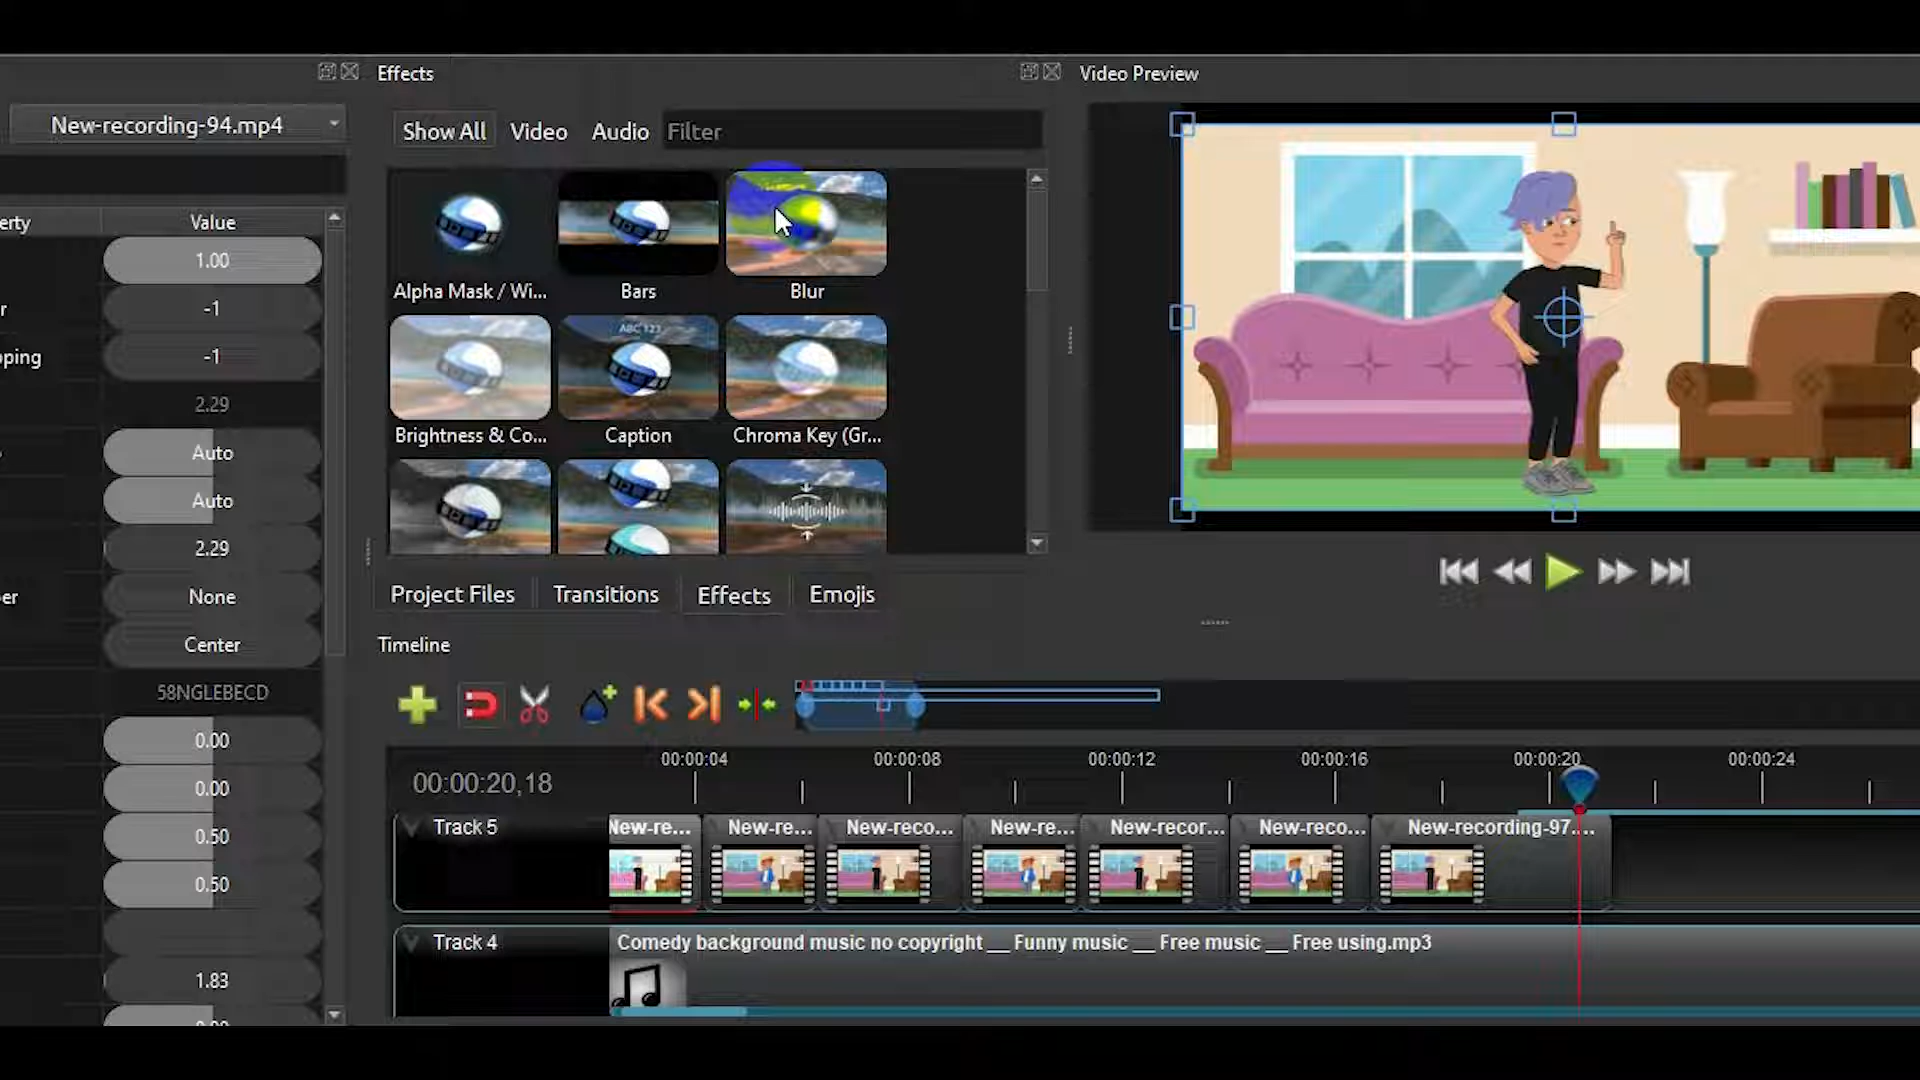 Effects
Video Preview
New-recording-94.mp4
Show All Video Audio Filter
erty Value
1.00
r -1
pping -1
2.29
Auto
Auto
2.29
er None
Center
58NGLEBECD
0.00
0.00
0.50
0.50
1.83
Alpha Mask / Wi... Bars Blur
ABC 123
Brightness & Co... Caption Chroma Key (Gr...
Project Files Transitions Effects Emojis
Timeline
00:00:04 00:00:08 00:00:12 00:00:16 00:00:20 00:00:24
00:00:20,18
Track 5 New-re... New-re... New-reco... New-re... New-recor... New-reco... New-recording-97....
Track 4 Comedy background music no copyright __ Funny music __ Free music __ Free using.mp3